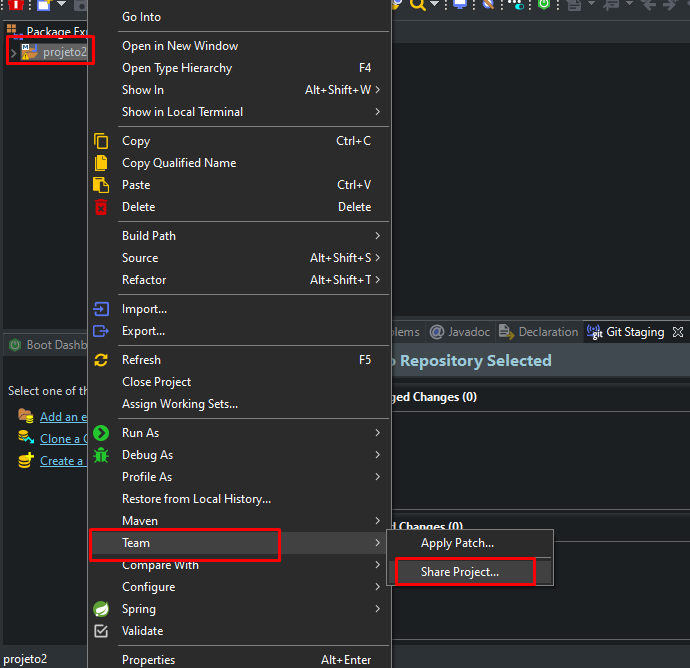 Go Into
Package Ex
projeto2
Open in New Window
Open Type Hierarchy F4
Show In Alt+Shift+W >
Show in Local Terminal >
Copy Ctrl+C
Copy Qualified Name
Paste Ctrl+V
Delete Delete
Build Path >
Source Alt+Shift+S >
Refactor Alt+Shift+T >
Import...
Export...
Refresh F5
Close Project
Assign Working Sets...
Run As >
Debug As >
Profile As >
Restore from Local History...
Maven >
Team >
Compare With >
Configure >
Spring >
Validate
Properties Alt+Enter
Apply Patch...
Share Project...
Boot Dashb
Select one of th
Add an e
Clone a G
Create a
blems @ Javadoc Declaration Git Staging
o Repository Selected
ged Changes (0)
d Changes (0)
projeto2